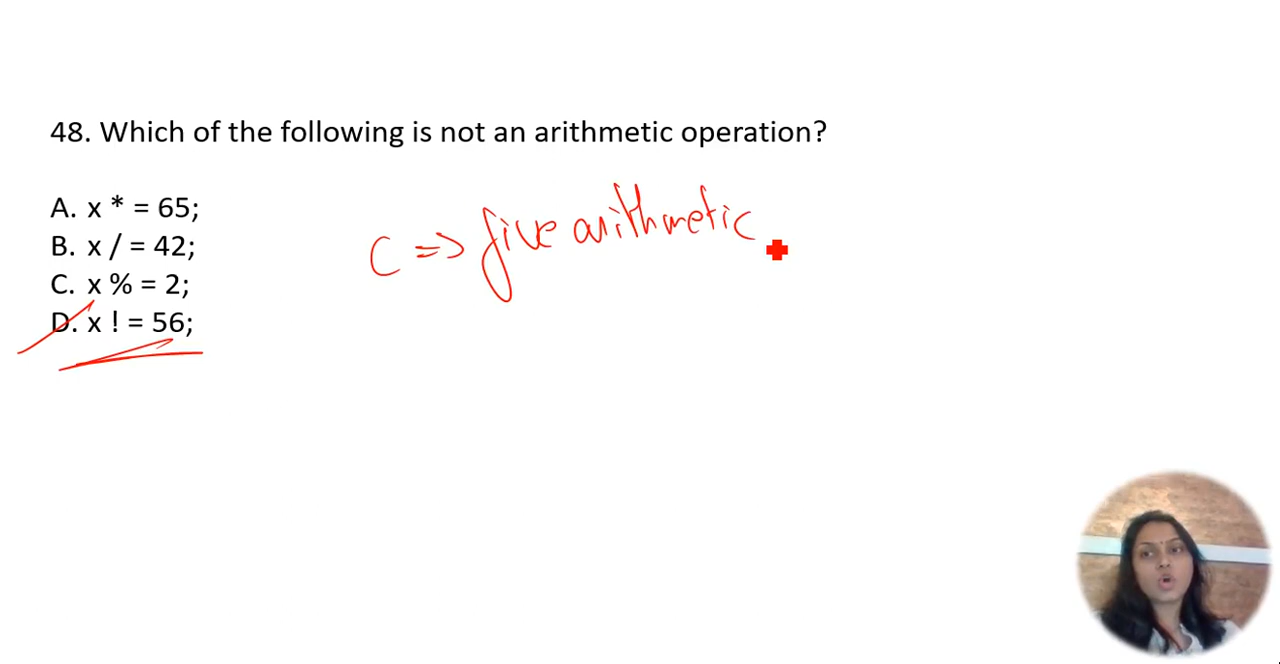 48. Which of the following is not an arithmetic operation?
A. x * = 65;
B. x / = 42;
C. x % = 2;
D. x ! = 56;
C => five arithmetic